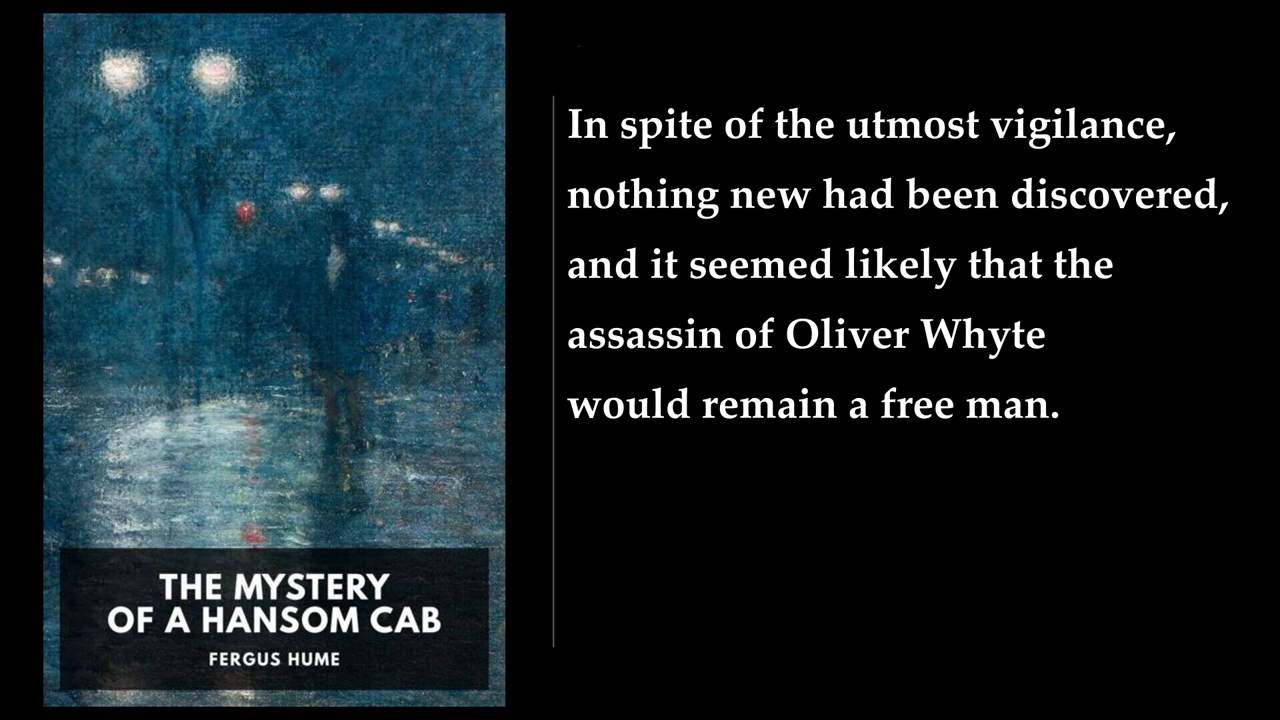 THE MYSTERY
OF A HANSOM CAB
FERGUS HUME
In spite of the utmost vigilance,
nothing new had been discovered,
and it seemed likely that the
assassin of Oliver Whyte
would remain a free man.